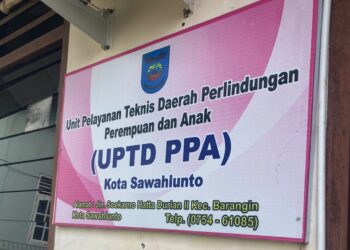 Unit Pelayanan Teknis Daerah Perlindungan
Perempuan dan Anak
(UPTD PPA)
Kota Sawahlunto
Alamat : Jln. Soekarno Hatta Durian II Kec. Barangin
Kota Sawahlunto Telp. (0754 - 61085)